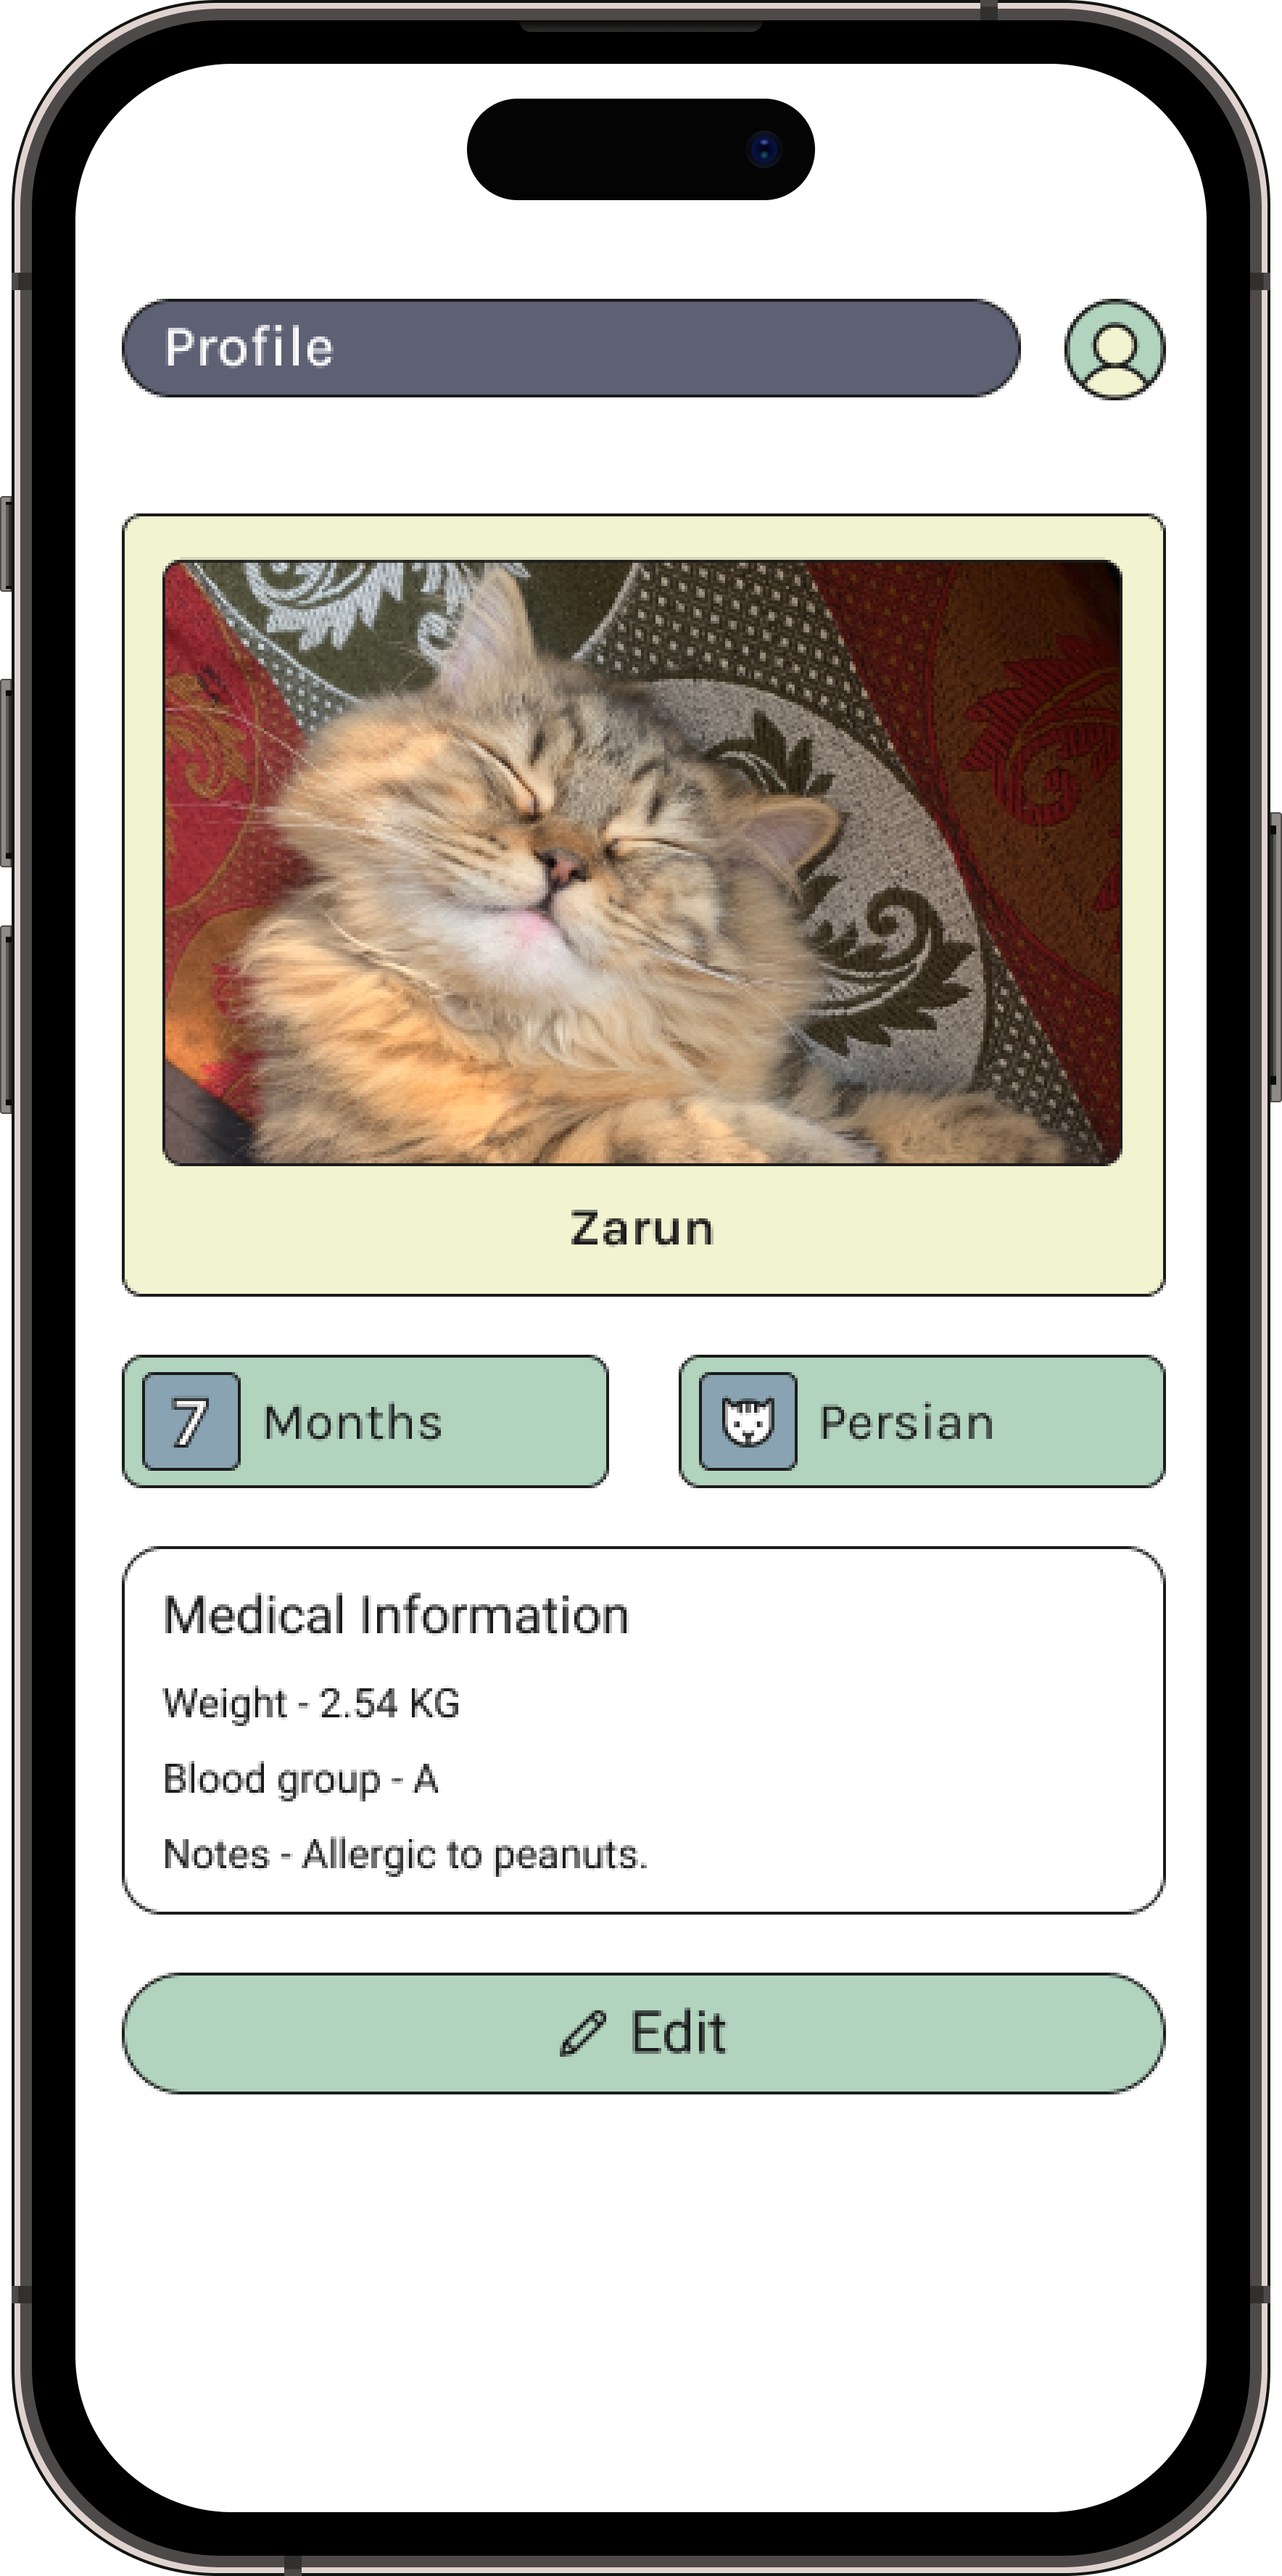 Profile
Zarun
7 Months
Persian
Medical Information
Weight - 2.54 KG
Blood group - A
Notes - Allergic to peanuts.
Edit